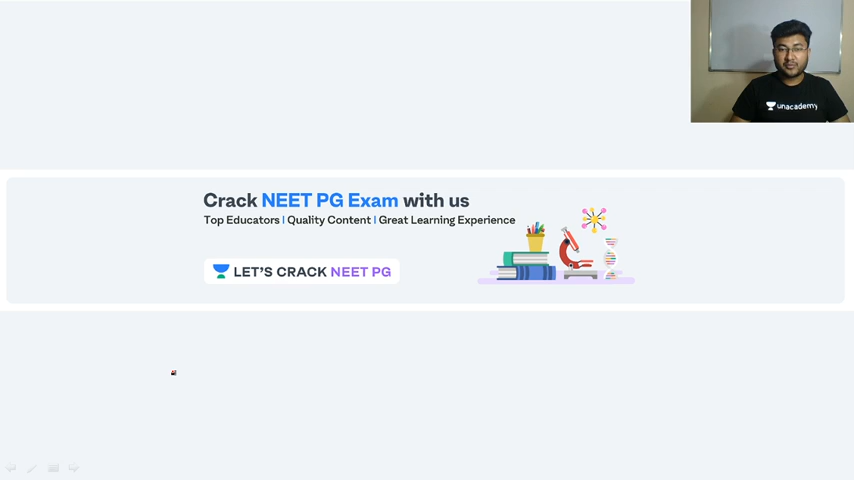 unacademy
Crack NEET PG Exam with us
Top Educators | Quality Content | Great Learning Experience
LET'S CRACK NEET PG